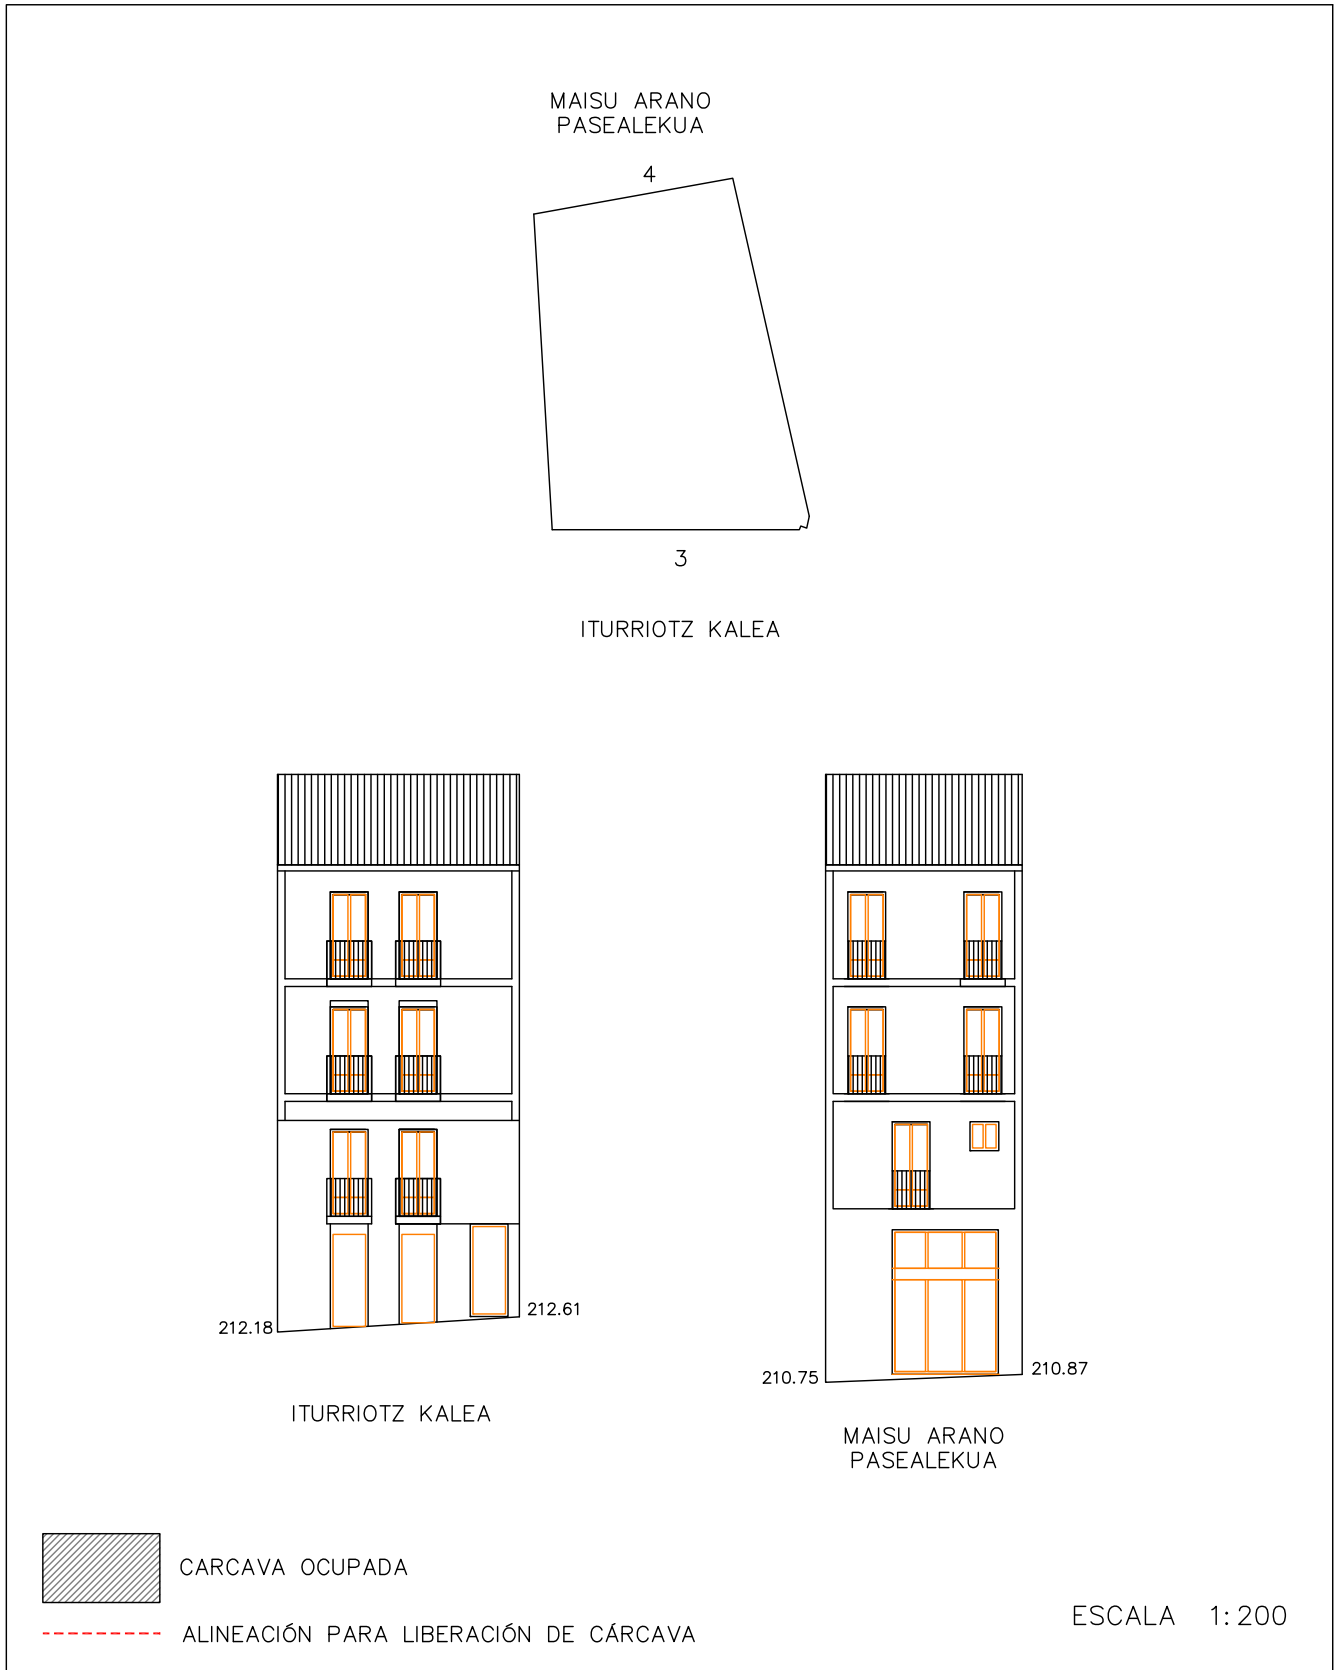 MAISU ARANO
PASEALEKUA
4
3
ITURRIOTZ KALEA
212.18
212.61
ITURRIOTZ KALEA
210.75
210.87
MAISU ARANO
PASEALEKUA
CARCAVA OCUPADA
ALINEACIÓN PARA LIBERACIÓN DE CÁRCAVA
ESCALA 1:200